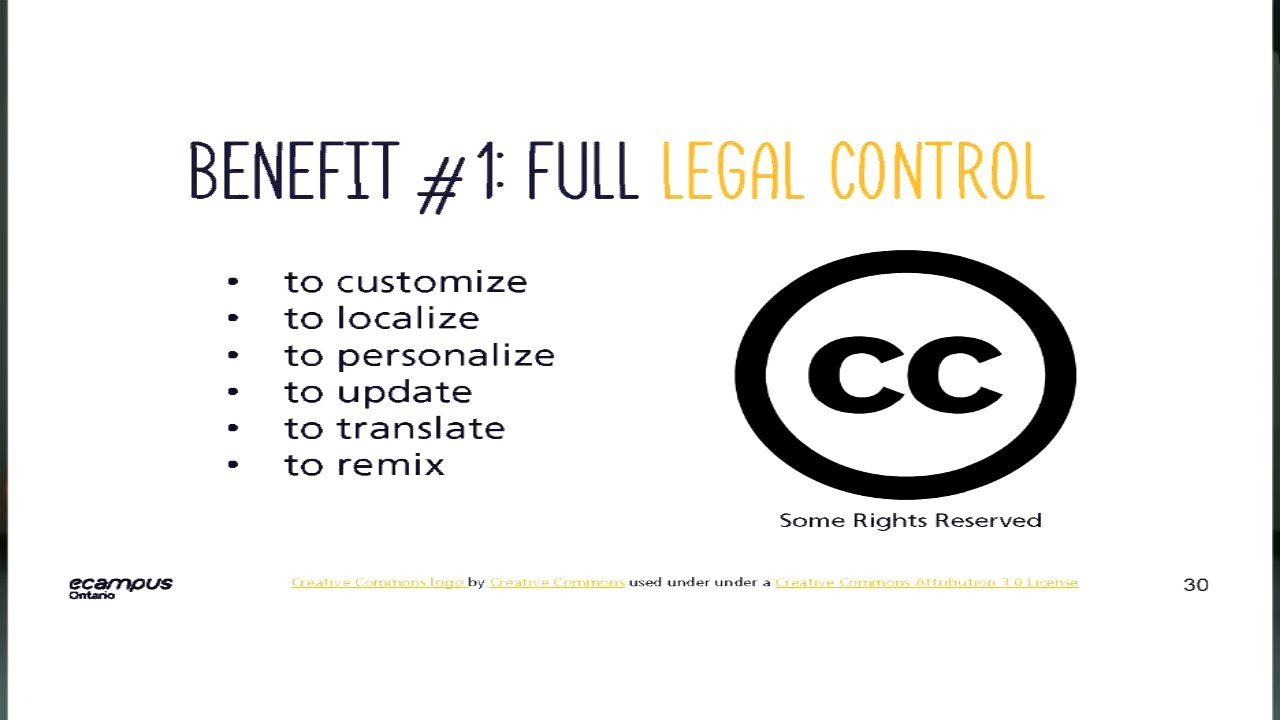 BENEFIT #1: FULL LEGAL CONTROL
• to customize
• to localize
• to personalize
• to update
• to translate
• to remix
cc
Some Rights Reserved
ecampus
Ontario
Creative Commons logo by Creative Commons used under under a Creative Commons Attribution 3.0 License
30